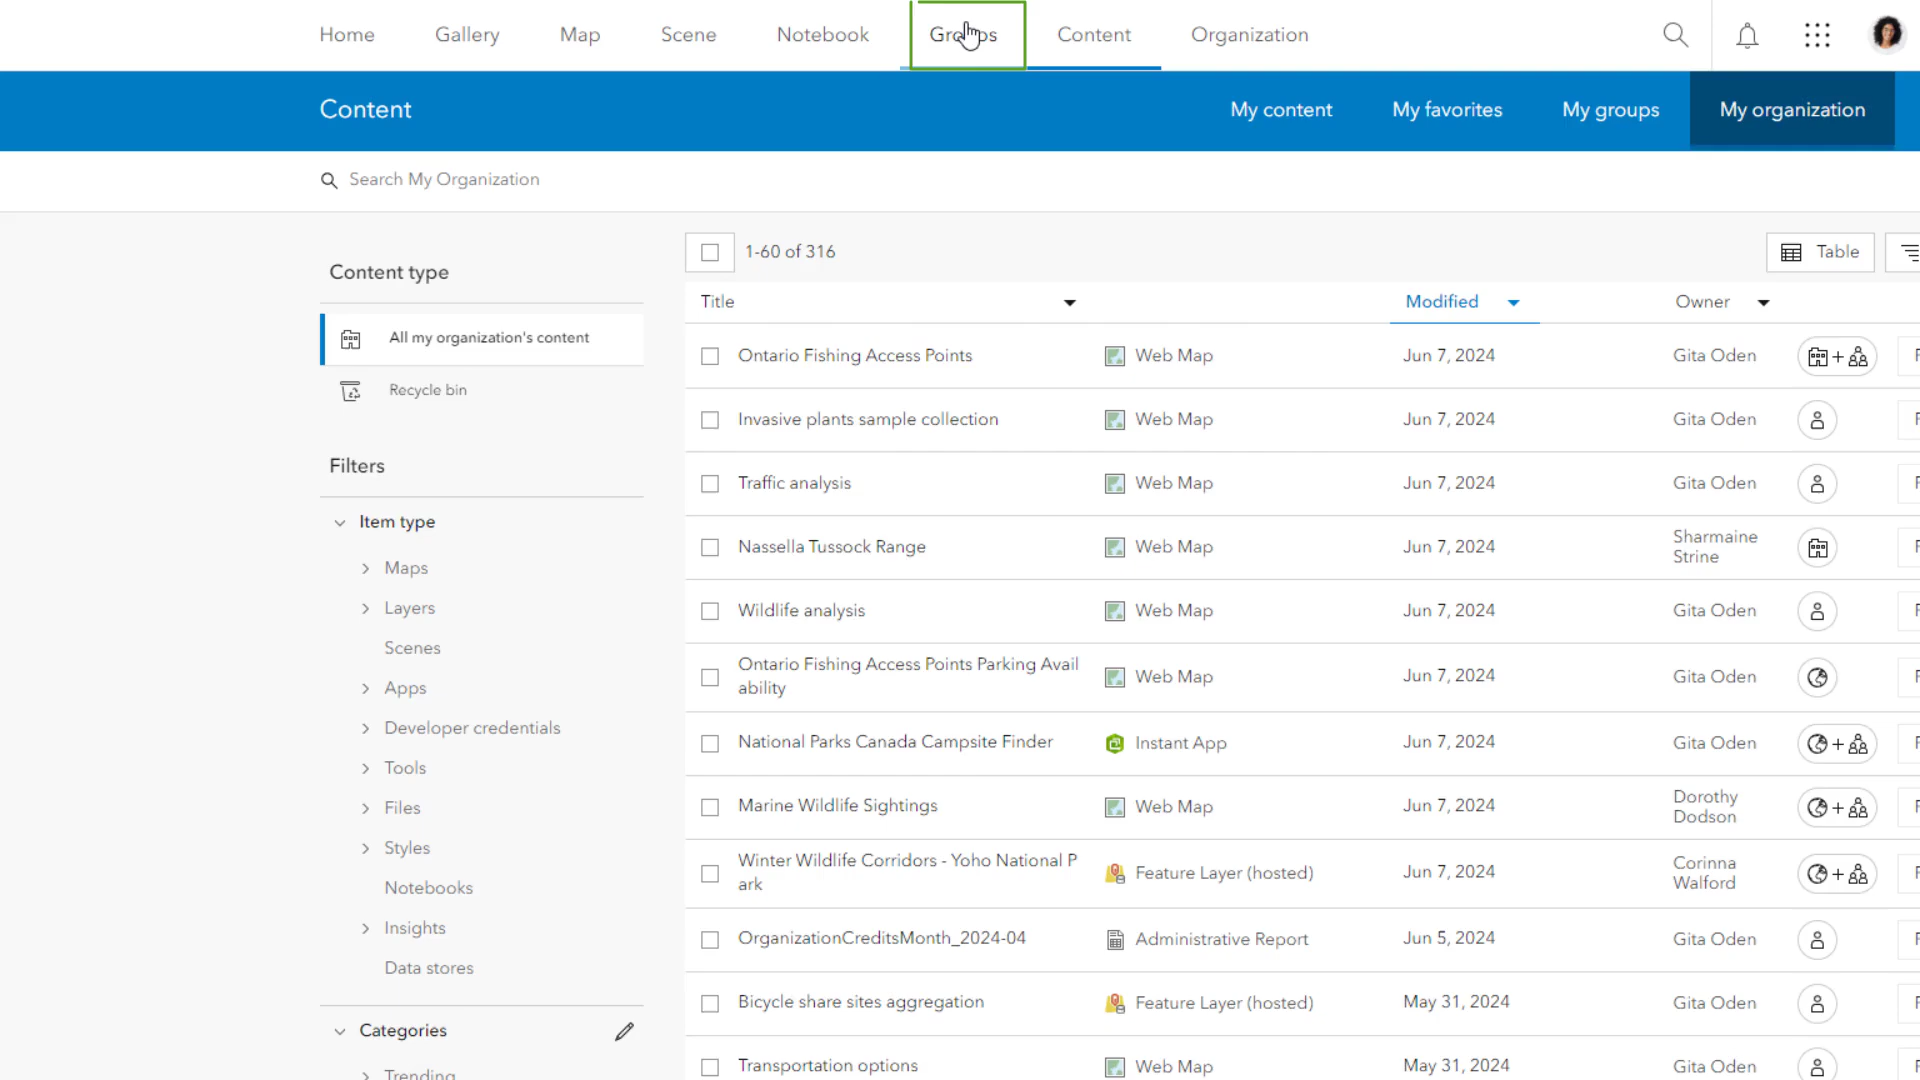 Home Gallery Map Scene Notebook Groups Content Organization
Content My content My favorites My groups My organization
Search My Organization
Content type
All my organization's content
Recycle bin
Filters
Item type
Maps
Layers
Scenes
Apps
Developer credentials
Tools
Files
Styles
Notebooks
Insights
Data stores
Categories
Trending
1-60 of 316 Table
Title Modified Owner
Ontario Fishing Access Points Web Map Jun 7, 2024 Gita Oden
Invasive plants sample collection Web Map Jun 7, 2024 Gita Oden
Traffic analysis Web Map Jun 7, 2024 Gita Oden
Nassella Tussock Range Web Map Jun 7, 2024 Sharmaine
Strine
Wildlife analysis Web Map Jun 7, 2024 Gita Oden
Ontario Fishing Access Points Parking Avail
ability Web Map Jun 7, 2024 Gita Oden
National Parks Canada Campsite Finder Instant App Jun 7, 2024 Gita Oden
Marine Wildlife Sightings Web Map Jun 7, 2024 Dorothy
Dodson
Winter Wildlife Corridors - Yoho National P
ark Feature Layer (hosted) Jun 7, 2024 Corinna
Walford
OrganizationCreditsMonth_2024-04 Administrative Report Jun 5, 2024 Gita Oden
Bicycle share sites aggregation Feature Layer (hosted) May 31, 2024 Gita Oden
Transportation options Web Map May 31, 2024 Gita Oden